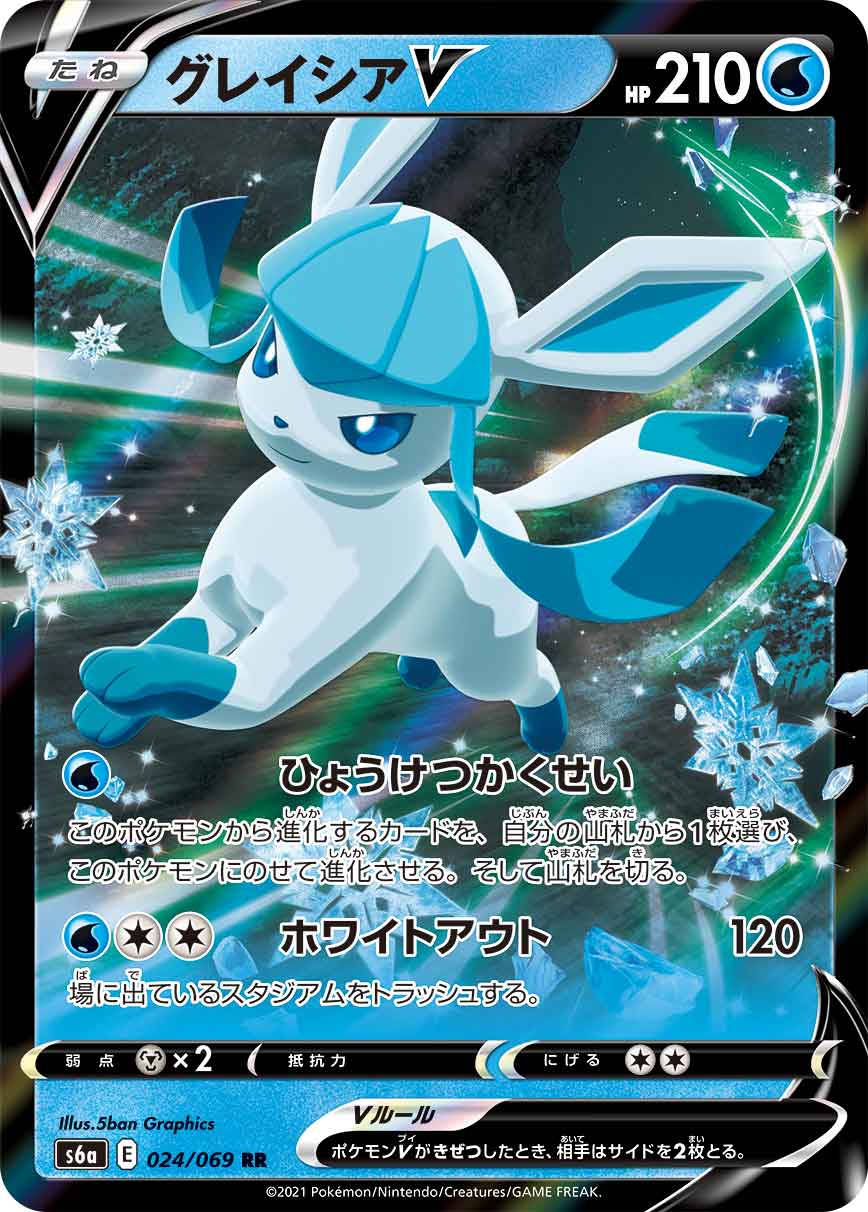 たね グレイシアV HP210
ひょうけつかくせい
このポケモンから進化するカードを、自分の山札から1枚選び、
このポケモンにのせて進化させる。そして山札を切る。
ホワイトアウト 120
場に出ているスタジアムをトラッシュする。
弱点 ×2 抵抗力 にげる
Illus.5ban Graphics
Vルール
ポケモンVがきぜつしたとき、相手はサイドを2枚とる。
s6a E 024/069 RR
©2021 Pokémon/Nintendo/Creatures/GAME FREAK.